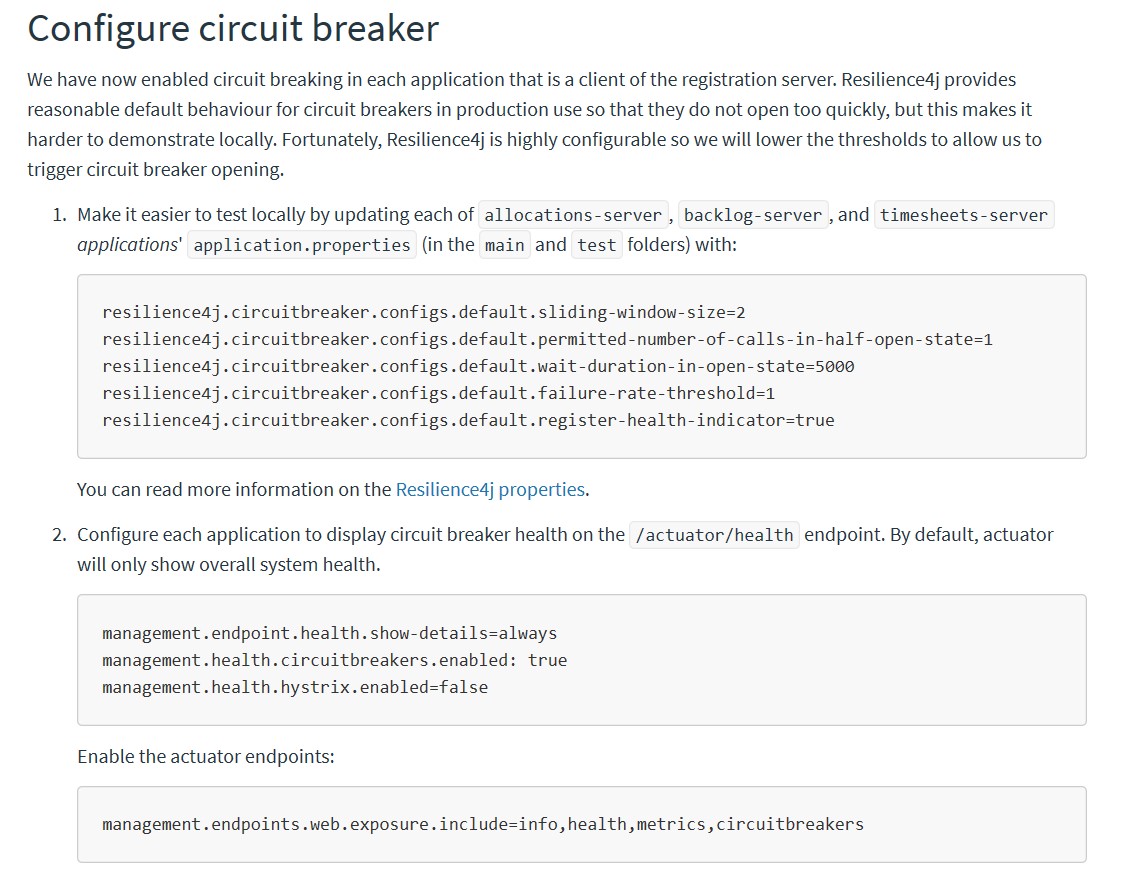 Configure circuit breaker
We have now enabled circuit breaking in each application that is a client of the registration server. Resilience4j provides
reasonable default behaviour for circuit breakers in production use so that they do not open too quickly, but this makes it
harder to demonstrate locally. Fortunately, Resilience4j is highly configurable so we will lower the thresholds to allow us to
trigger circuit breaker opening.
1. Make it easier to test locally by updating each of allocations-server, backlog-server, and timesheets-server
applications' application.properties (in the main and test folders) with:
resilience4j.circuitbreaker.configs.default.sliding-window-size=2
resilience4j.circuitbreaker.configs.default.permitted-number-of-calls-in-half-open-state=1
resilience4j.circuitbreaker.configs.default.wait-duration-in-open-state=5000
resilience4j.circuitbreaker.configs.default.failure-rate-threshold=1
resilience4j.circuitbreaker.configs.default.register-health-indicator=true
You can read more information on the Resilience4j properties.
2. Configure each application to display circuit breaker health on the /actuator/health endpoint. By default, actuator
will only show overall system health.
management.endpoint.health.show-details=always
management.health.circuitbreakers.enabled: true
management.health.hystrix.enabled=false
Enable the actuator endpoints:
management.endpoints.web.exposure.include=info,health,metrics,circuitbreakers